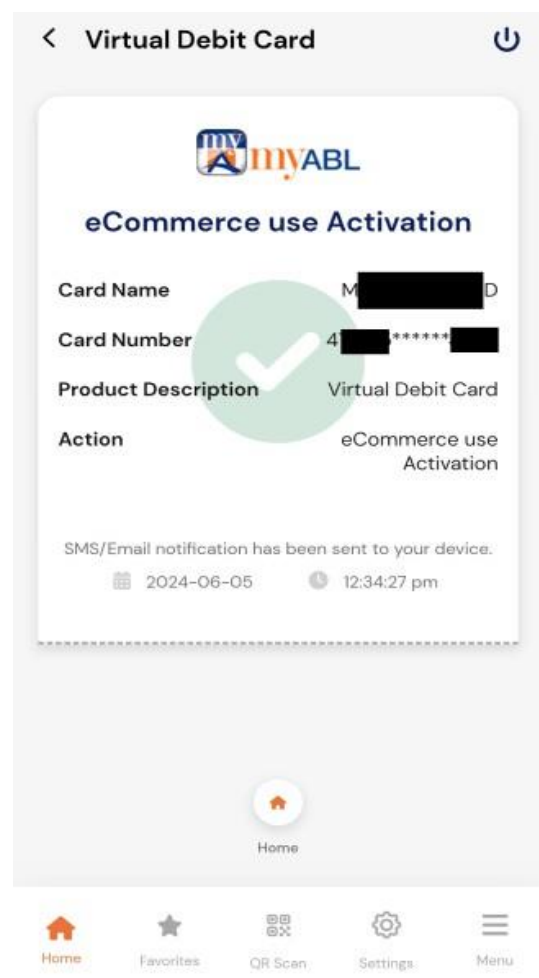 Virtual Debit Card
my
myABL
eCommerce use Activation
Card Name M D
Card Number 4 ******
Product Description Virtual Debit Card
Action eCommerce use
Activation
SMS/Email notification has been sent to your device.
2024-06-05 12:34:27 pm
Home
Home Favorites QR Scan Settings Menu